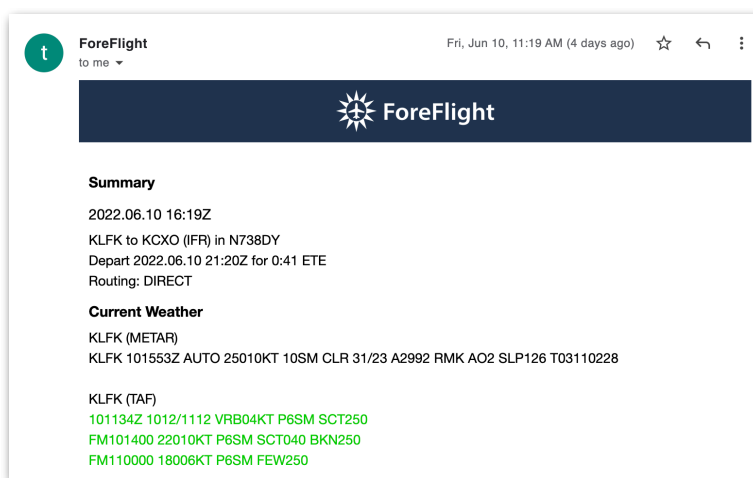 t
ForeFlight
Fri, Jun 10, 11:19 AM (4 days ago)
to me
ForeFlight
Summary
2022.06.10 16:19Z
KLFK to KCXO (IFR) in N738DY
Depart 2022.06.10 21:20Z for 0:41 ETE
Routing: DIRECT
Current Weather
KLFK (METAR)
KLFK 101553Z AUTO 25010KT 10SM CLR 31/23 A2992 RMK AO2 SLP126 T03110228
KLFK (TAF)
101134Z 1012/1112 VRB04KT P6SM SCT250
FM101400 22010KT P6SM SCT040 BKN250
FM110000 18006KT P6SM FEW250